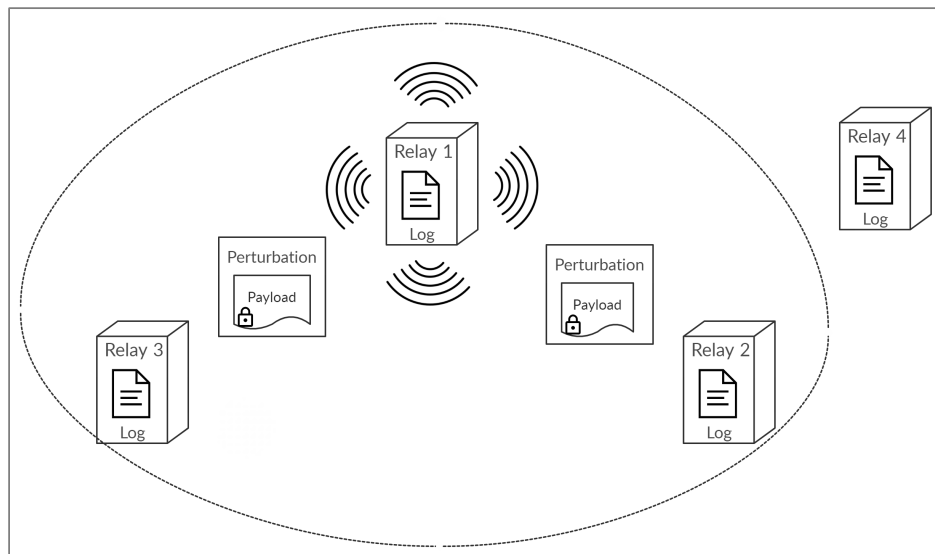 Relay 1
Log
Relay 4
Log
Perturbation
Payload
Perturbation
Payload
Relay 3
Log
Relay 2
Log